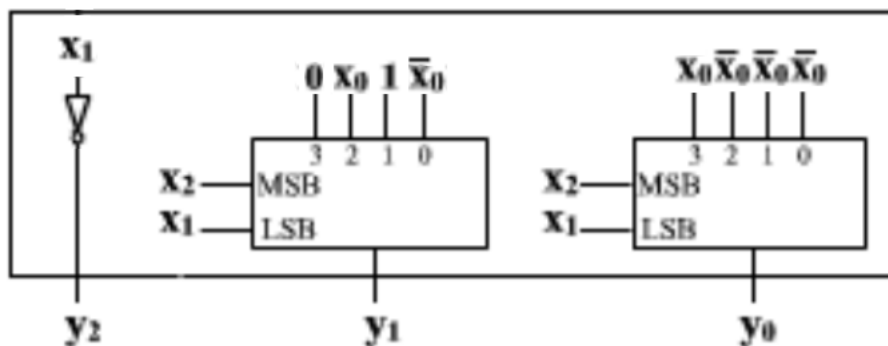 x₁
0 x₀ 1 x̄₀
x₀ x̄₀ x̄₀ x̄₀
3 2 1 0
3 2 1 0
x₂ MSB
x₂ MSB
x₁ LSB
x₁ LSB
y₂ y₁ y₀